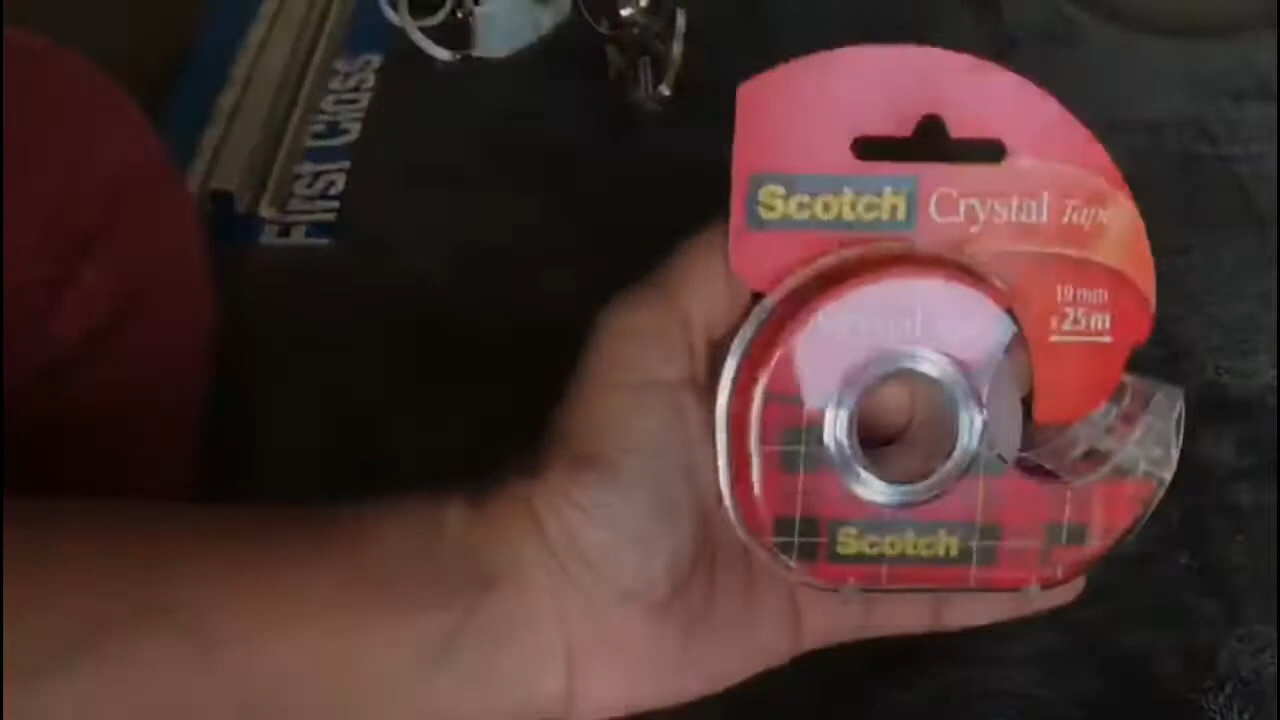 First Class
Scotch Crystal Tape
19 mm
x 25 m
Scotch